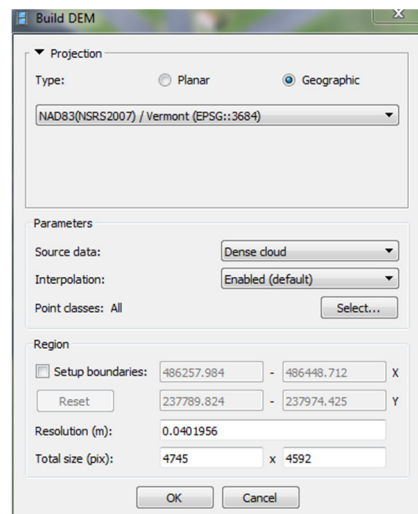 Build DEM
Projection
Type: Planar Geographic
NAD83(NSRS2007) / Vermont (EPSG::3684)
Parameters
Source data: Dense cloud
Interpolation: Enabled (default)
Point classes: All Select...
Region
Setup boundaries: 486257.984 - 486448.712 X
Reset 237789.824 - 237974.425 Y
Resolution (m): 0.0401956
Total size (pix): 4745 x 4592
OK Cancel